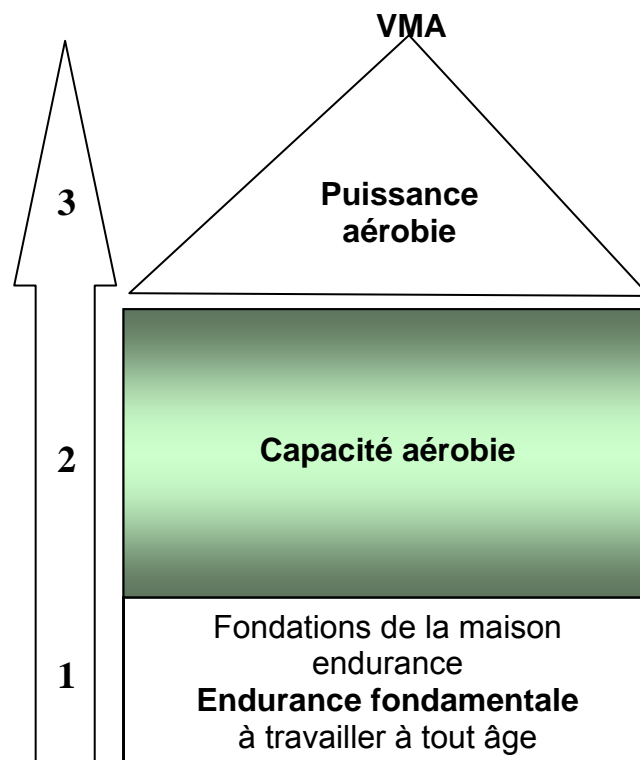 VMA
3
Puissance
aérobie
2
Capacité aérobie
1
Fondations de la maison
endurance
Endurance fondamentale
à travailler à tout âge